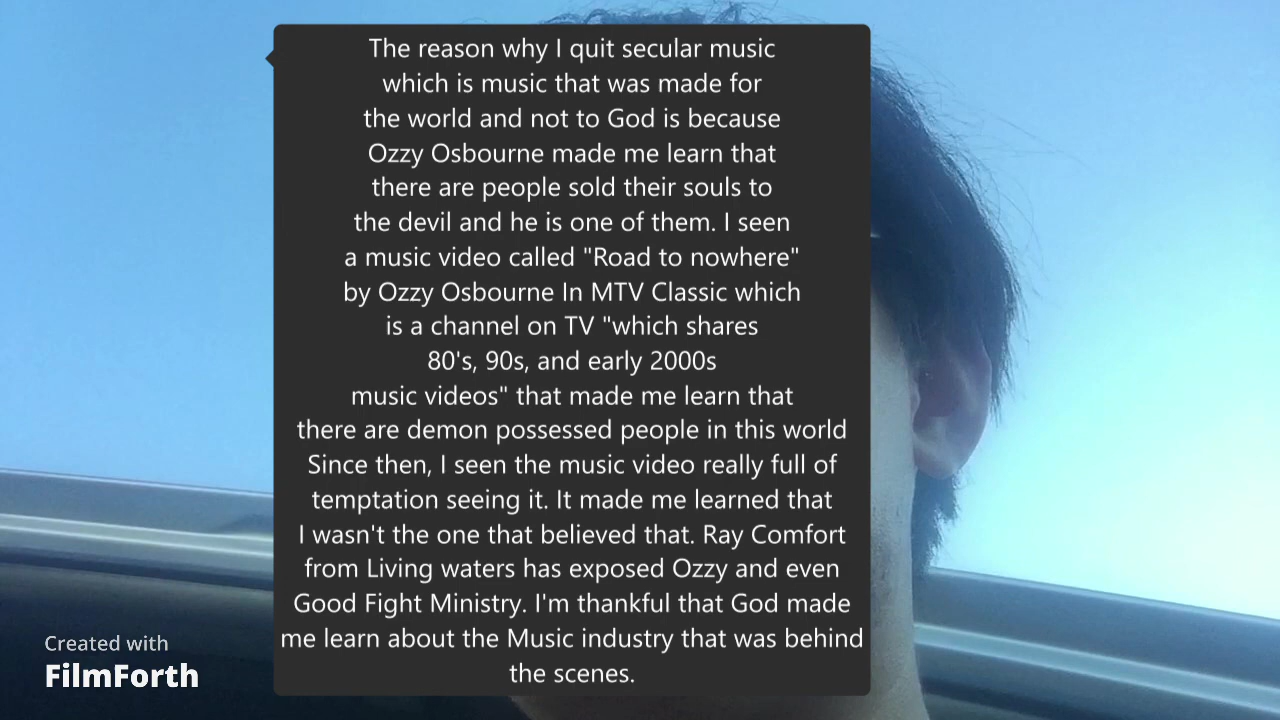 The reason why I quit secular music
which is music that was made for
the world and not to God is because
Ozzy Osbourne made me learn that
there are people sold their souls to
the devil and he is one of them. I seen
a music video called "Road to nowhere"
by Ozzy Osbourne In MTV Classic which
is a channel on TV "which shares
80's, 90s, and early 2000s
music videos" that made me learn that
there are demon possessed people in this world
Since then, I seen the music video really full of
temptation seeing it. It made me learned that
I wasn't the one that believed that. Ray Comfort
from Living waters has exposed Ozzy and even
Good Fight Ministry. I'm thankful that God made
me learn about the Music industry that was behind
the scenes.
Created with
FilmForth